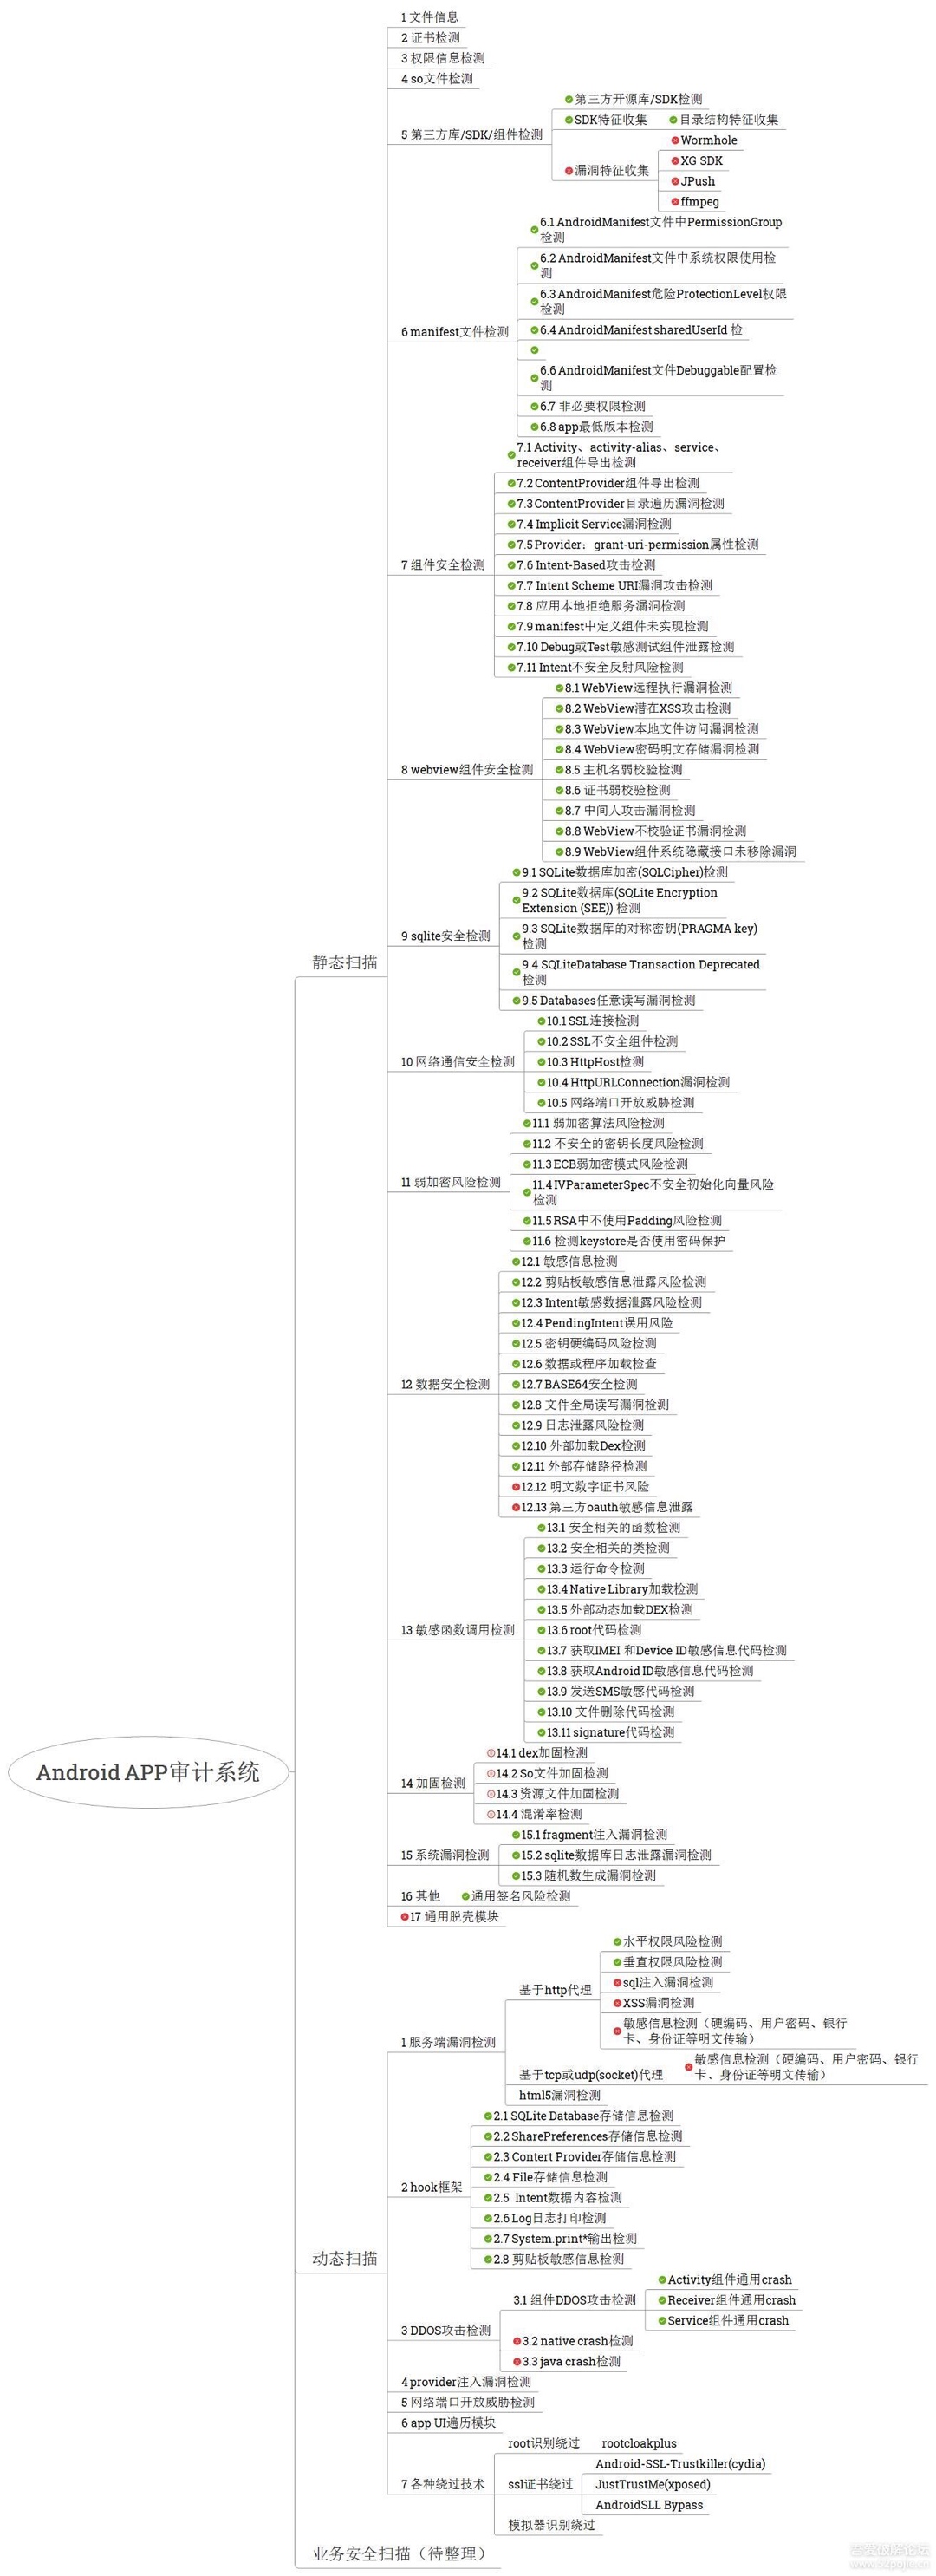 1 文件信息
2 证书检测
3 权限信息检测
4 so文件检测
第三方开源库/SDK检测
SDK特征收集
目录结构特征收集
5 第三方库/SDK/组件检测
Wormhole
漏洞特征收集
XG SDK
JPush
ffmpeg
6.1 AndroidManifest文件中PermissionGroup
检测
6.2 AndroidManifest文件中系统权限使用检
测
6.3 AndroidManifest危险ProtectionLevel权限
检测
6 manifest文件检测
6.4 AndroidManifest sharedUserId 检
6.6 AndroidManifest文件Debuggable配置检
测
6.7 非必要权限检测
6.8 app最低版本检测
7.1 Activity、activity-alias、service、
receiver组件导出检测
7.2 ContentProvider组件导出检测
7.3 ContentProvider目录遍历漏洞检测
7.4 Implicit Service漏洞检测
7.5 Provider：grant-uri-permission属性检测
7 组件安全检测
7.6 Intent-Based攻击检测
7.7 Intent Scheme URI漏洞攻击检测
7.8 应用本地拒绝服务漏洞检测
7.9 manifest中定义组件未实现检测
7.10 Debug或Test敏感测试组件泄露检测
7.11 Intent不安全反射风险检测
8.1 WebView远程执行漏洞检测
8.2 WebView潜在XSS攻击检测
8.3 WebView本地文件访问漏洞检测
8.4 WebView密码明文存储漏洞检测
8 webview组件安全检测
8.5 主机名弱校验检测
8.6 证书弱校验检测
8.7 中间人攻击漏洞检测
8.8 WebView不校验证书漏洞检测
8.9 WebView组件系统隐藏接口未移除漏洞
9.1 SQLite数据库加密(SQLCipher)检测
9.2 SQLite数据库(SQLite Encryption
Extension (SEE)) 检测
9 sqlite安全检测
9.3 SQLite数据库的对称密钥(PRAGMA key)
检测
9.4 SQLiteDatabase Transaction Deprecated
检测
9.5 Databases任意读写漏洞检测
静态扫描
10.1 SSL连接检测
10.2 SSL不安全组件检测
10 网络通信安全检测
10.3 HttpHost检测
10.4 HttpURLConnection漏洞检测
10.5 网络端口开放威胁检测
11.1 弱加密算法风险检测
11.2 不安全的密钥长度风险检测
11.3 ECB弱加密模式风险检测
11 弱加密风险检测
11.4 IVParameterSpec不安全初始化向量风险
检测
11.5 RSA中不使用Padding风险检测
11.6 检测keystore是否使用密码保护
12.1 敏感信息检测
12.2 剪贴板敏感信息泄露风险检测
12.3 Intent敏感数据泄露风险检测
12.4 PendingIntent误用风险
12.5 密钥硬编码风险检测
12.6 数据或程序加载检查
12 数据安全检测
12.7 BASE64安全检测
12.8 文件全局读写漏洞检测
12.9 日志泄露风险检测
12.10 外部加载Dex检测
12.11 外部存储路径检测
12.12 明文数字证书风险
12.13 第三方oauth敏感信息泄露
13.1 安全相关的函数检测
13.2 安全相关的类检测
13.3 运行命令检测
13.4 Native Library加载检测
13.5 外部动态加载DEX检测
13 敏感函数调用检测
13.6 root代码检测
13.7 获取IMEI 和Device ID敏感信息代码检测
13.8 获取Android ID敏感信息代码检测
13.9 发送SMS敏感代码检测
13.10 文件删除代码检测
13.11 signature代码检测
Android APP审计系统
14.1 dex加固检测
14.2 So文件加固检测
14 加固检测
14.3 资源文件加固检测
14.4 混淆率检测
15.1 fragment注入漏洞检测
15 系统漏洞检测
15.2 sqlite数据库日志泄露漏洞检测
15.3 随机数生成漏洞检测
16 其他
通用签名风险检测
17 通用脱壳模块
水平权限风险检测
垂直权限风险检测
基于http代理
sql注入漏洞检测
XSS漏洞检测
敏感信息检测（硬编码、用户密码、银行
卡、身份证等明文传输）
1 服务端漏洞检测
基于tcp或udp(socket)代理
敏感信息检测（硬编码、用户密码、银行
卡、身份证等明文传输）
html5漏洞检测
2.1 SQLite Database存储信息检测
2.2 SharePreferences存储信息检测
2.3 Contert Provider存储信息检测
2.4 File存储信息检测
2 hook框架
2.5 Intent数据内容检测
2.6 Log日志打印检测
2.7 System.print*输出检测
2.8 剪贴板敏感信息检测
动态扫描
Activity组件通用crash
3.1 组件DDOS攻击检测
Receiver组件通用crash
Service组件通用crash
3 DDOS攻击检测
3.2 native crash检测
3.3 java crash检测
4 provider注入漏洞检测
5 网络端口开放威胁检测
6 app UI遍历模块
root识别绕过
rootcloakplus
Android-SSL-Trustkiller(cydia)
7 各种绕过技术
ssl证书绕过
JustTrustMe(xposed)
AndroidSLL Bypass
模拟器识别绕过
业务安全扫描（待整理）
吾爱破解论坛
www.52pojie.cn